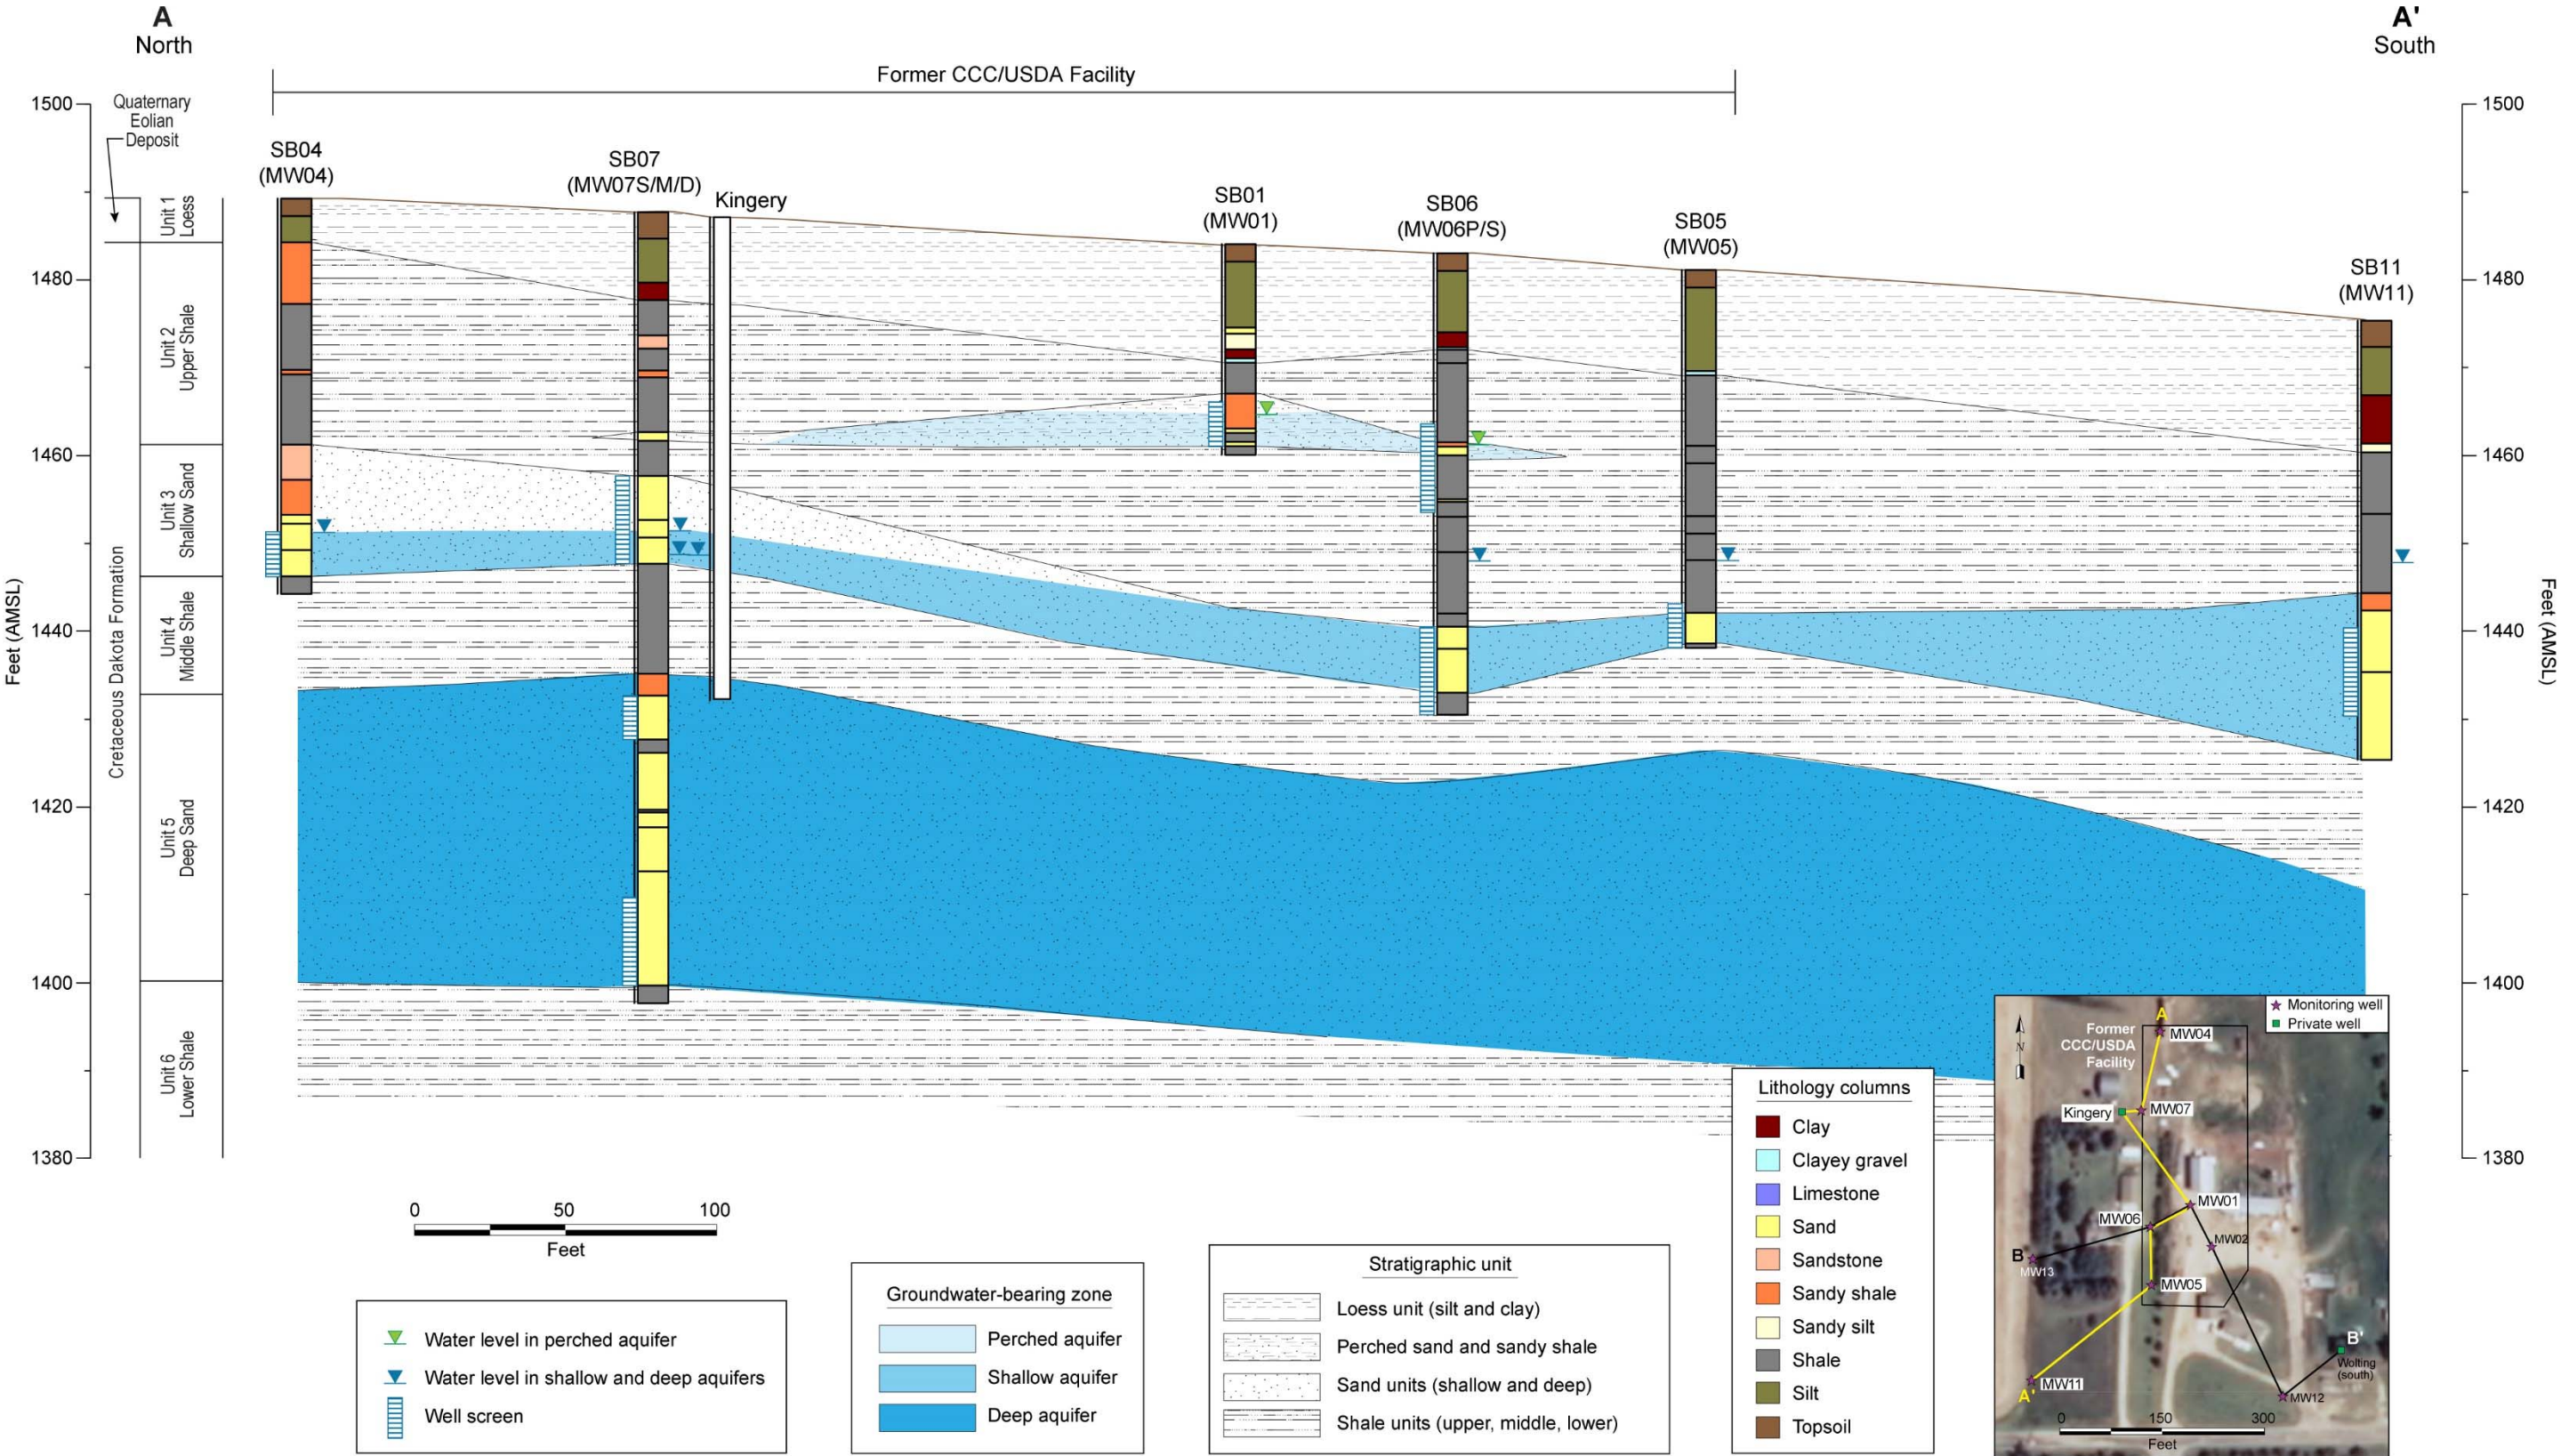 A
North
A'
South
Former CCC/USDA Facility
1500
1480
1460
1440
1420
1400
1380
Feet (AMSL)
Quaternary
Eolian
Deposit
Cretaceous Dakota Formation
Unit 1
Loess
Unit 2
Upper Shale
Unit 3
Shallow Sand
Unit 4
Middle Shale
Unit 5
Deep Sand
Unit 6
Lower Shale
SB04
(MW04)
SB07
(MW07S/M/D)
Kingery
SB01
(MW01)
SB06
(MW06P/S)
SB05
(MW05)
SB11
(MW11)
1500
1480
1460
1440
1420
1400
1380
Feet (AMSL)
0 50 100
Feet
Water level in perched aquifer
Water level in shallow and deep aquifers
Well screen
Groundwater-bearing zone
Perched aquifer
Shallow aquifer
Deep aquifer
Stratigraphic unit
Loess unit (silt and clay)
Perched sand and sandy shale
Sand units (shallow and deep)
Shale units (upper, middle, lower)
Lithology columns
Clay
Clayey gravel
Limestone
Sand
Sandstone
Sandy shale
Sandy silt
Shale
Silt
Topsoil
Monitoring well
Private well
N
A
Former
CCC/USDA
Facility
MW04
Kingery
MW07
MW01
MW06
MW02
B
MW13
MW05
B'
Wolting
(south)
MW11
A'
MW12
0 150 300
Feet